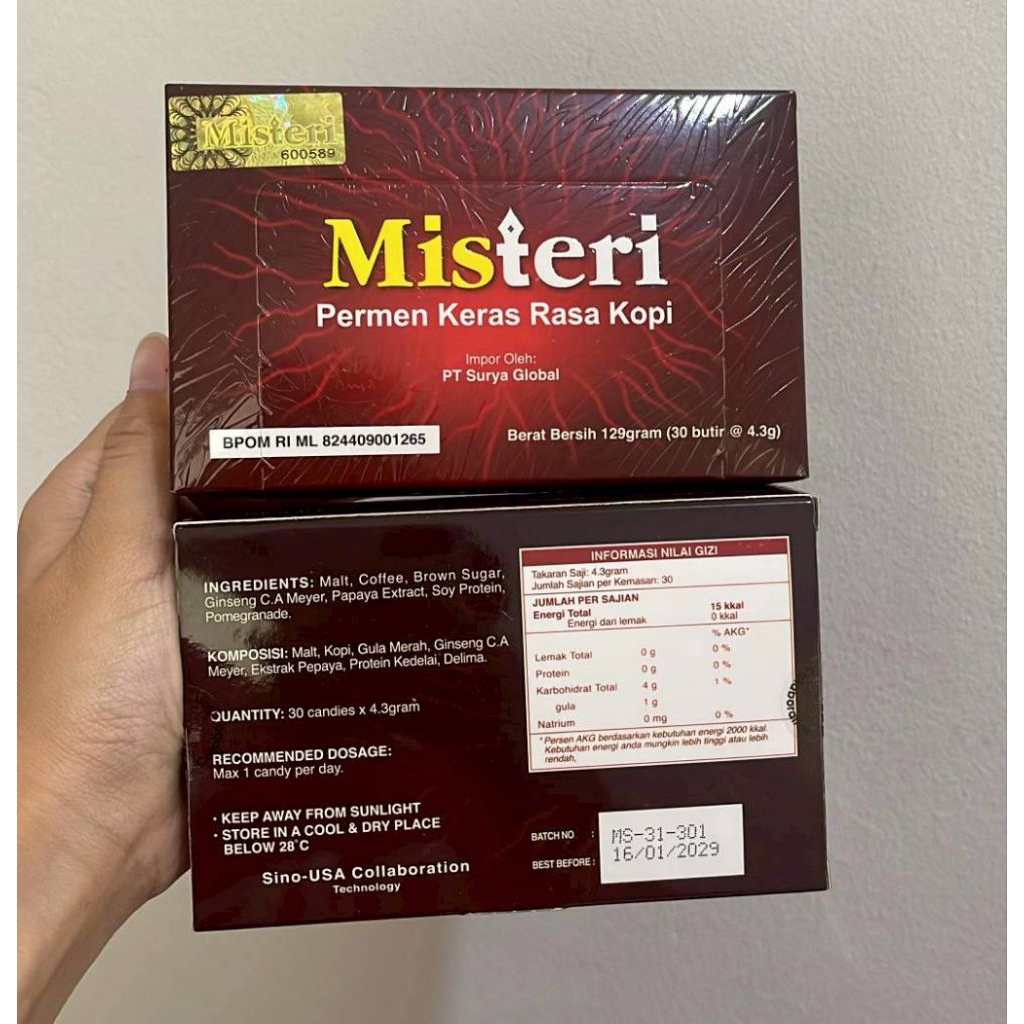 Misteri
600589
Misteri
Permen Keras Rasa Kopi
Impor Oleh:
PT Surya Global
BPOM RI ML 824409001265
Berat Bersih 129gram (30 butir @ 4.3g)
INGREDIENTS: Malt, Coffee, Brown Sugar,
Ginseng C.A Meyer, Papaya Extract, Soy Protein,
Pomegranade.
KOMPOSISI: Malt, Kopi, Gula Merah, Ginseng C.A
Meyer, Ekstrak Pepaya, Protein Kedelai, Delima.
QUANTITY: 30 candies x 4.3gram
RECOMMENDED DOSAGE:
Max 1 candy per day.
• KEEP AWAY FROM SUNLIGHT
• STORE IN A COOL & DRY PLACE
BELOW 28°C
Sino-USA Collaboration
Technology
INFORMASI NILAI GIZI
Takaran Saji: 4.3gram
Jumlah Sajian per Kemasan: 30
JUMLAH PER SAJIAN
Energi Total 15 kkal
Energi dari lemak 0 kkal
% AKG*
Lemak Total 0 g 0 %
Protein 0 g 0 %
Karbohidrat Total 4 g 1 %
gula 1 g
Natrium 0 mg 0 %
*Persen AKG berdasarkan kebutuhan energi 2000 kkal.
Kebutuhan energi anda mungkin lebih tinggi atau lebih
rendah,
BATCH NO : MS-31-301
BEST BEFORE : 16/01/2029